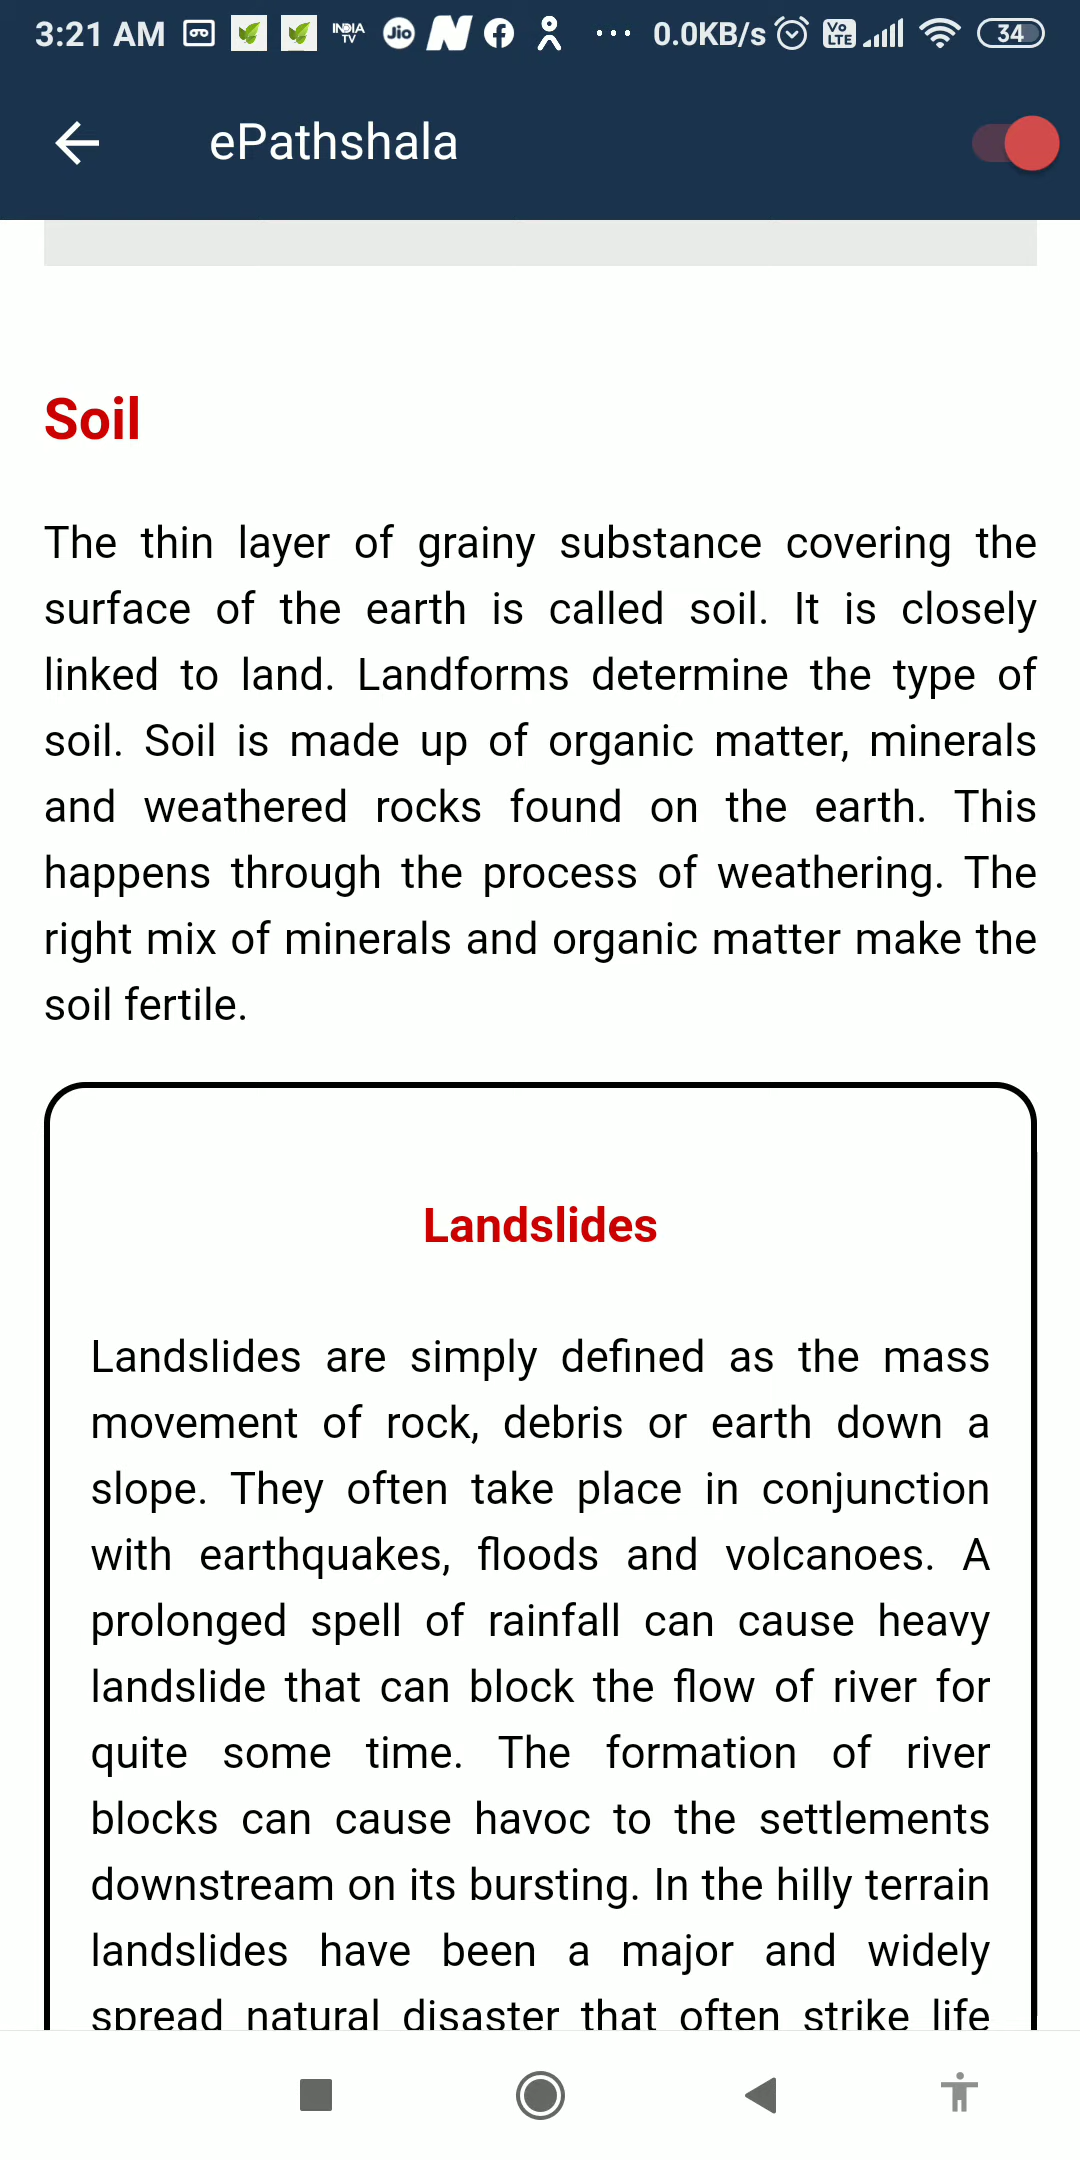 3:21 AM INDIA TV Jio N 0.0KB/s Vo LTE 34
ePathshala
Soil
The thin layer of grainy substance covering the
surface of the earth is called soil. It is closely
linked to land. Landforms determine the type of
soil. Soil is made up of organic matter, minerals
and weathered rocks found on the earth. This
happens through the process of weathering. The
right mix of minerals and organic matter make the
soil fertile.
Landslides
Landslides are simply defined as the mass
movement of rock, debris or earth down a
slope. They often take place in conjunction
with earthquakes, floods and volcanoes. A
prolonged spell of rainfall can cause heavy
landslide that can block the flow of river for
quite some time. The formation of river
blocks can cause havoc to the settlements
downstream on its bursting. In the hilly terrain
landslides have been a major and widely
spread natural disaster that often strike life